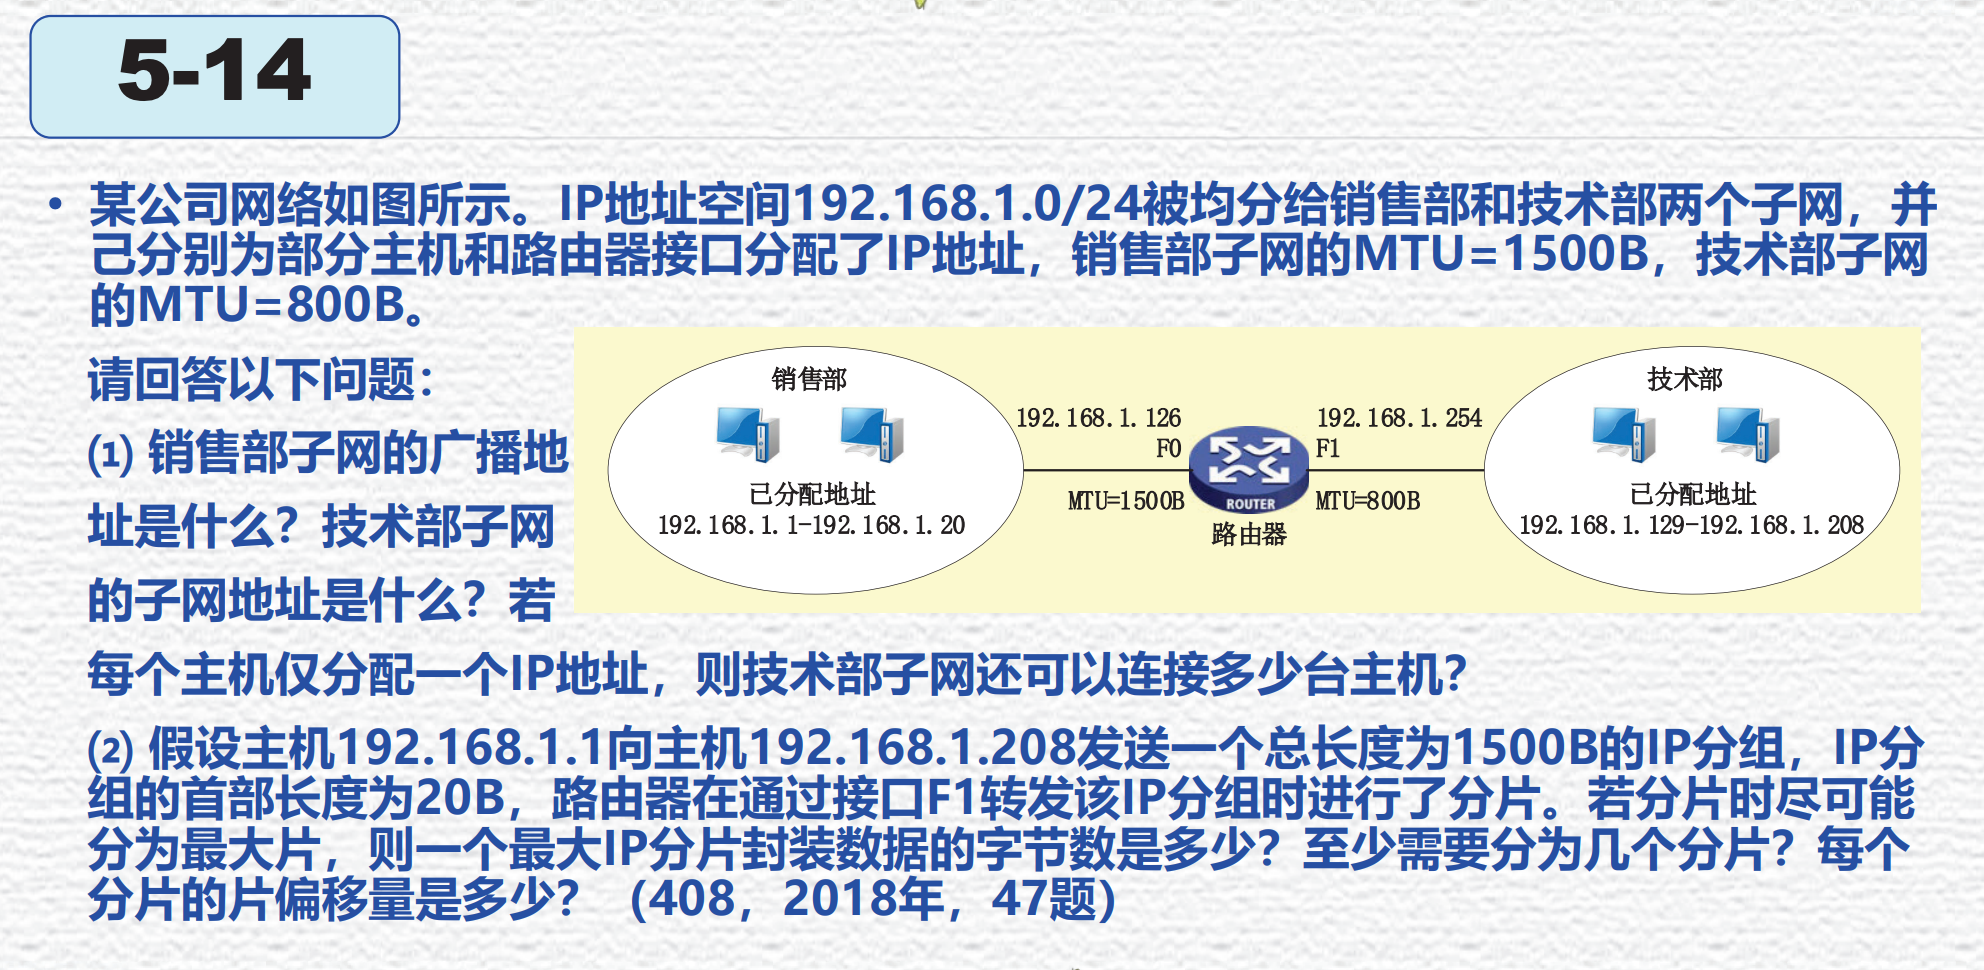 5-14
• 某公司网络如图所示。IP地址空间192.168.1.0/24被均分给销售部和技术部两个子网，并
己分别为部分主机和路由器接口分配了IP地址，销售部子网的MTU=1500B，技术部子网
的MTU=800B。
请回答以下问题：
(1) 销售部子网的广播地
址是什么？技术部子网
的子网地址是什么？若
每个主机仅分配一个IP地址，则技术部子网还可以连接多少台主机？
销售部
已分配地址
192.168.1.1-192.168.1.20
192.168.1.126
F0
MTU=1500B
ROUTER
路由器
192.168.1.254
F1
MTU=800B
技术部
已分配地址
192.168.1.129-192.168.1.208
(2) 假设主机192.168.1.1向主机192.168.1.208发送一个总长度为1500B的IP分组，IP分
组的首部长度为20B，路由器在通过接口F1转发该IP分组时进行了分片。若分片时尽可能
分为最大片，则一个最大IP分片封装数据的字节数是多少？至少需要分为几个分片？每个
分片的片偏移量是多少？（408，2018年，47题）